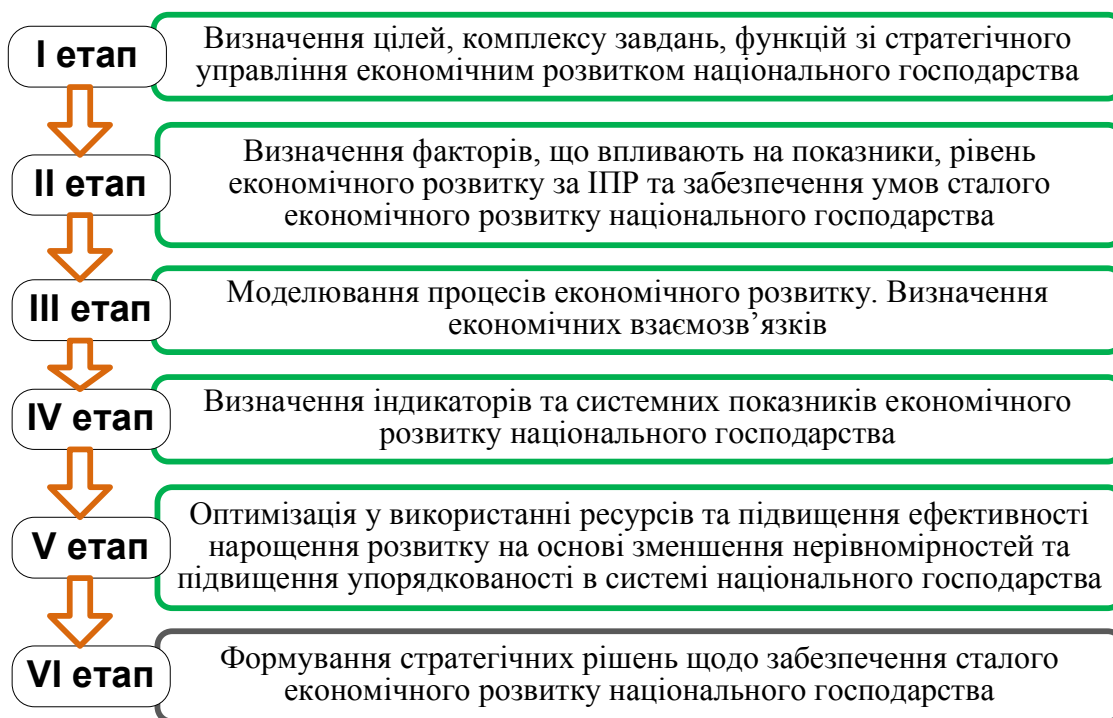 I етап
Визначення цілей, комплексу завдань, функцій зі стратегічного
управління економічним розвитком національного господарства
II етап
Визначення факторів, що впливають на показники, рівень
економічного розвитку за ІПР та забезпечення умов сталого
економічного розвитку національного господарства
III етап
Моделювання процесів економічного розвитку. Визначення
економічних взаємозв’язків
IV етап
Визначення індикаторів та системних показників економічного
розвитку національного господарства
V етап
Оптимізація у використанні ресурсів та підвищення ефективності
нарощення розвитку на основі зменшення нерівномірностей та
підвищення упорядкованості в системі національного господарства
VI етап
Формування стратегічних рішень щодо забезпечення сталого
економічного розвитку національного господарства